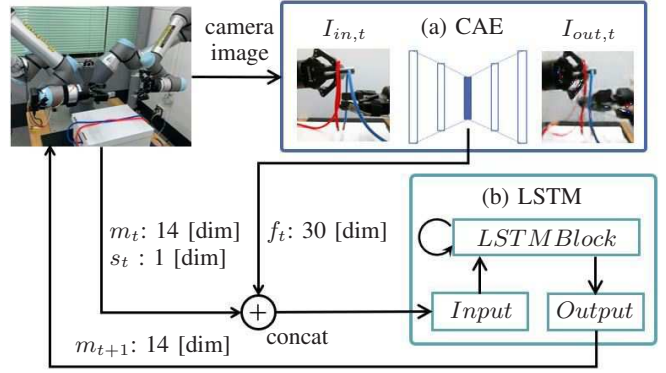 camera
image
(a) CAE
I_{in,t}
I_{out,t}
m_t: 14 [dim]
s_t : 1 [dim]
f_t: 30 [dim]
(b) LSTM
LSTMBlock
Input
Output
+
concat
m_{t+1}: 14 [dim]